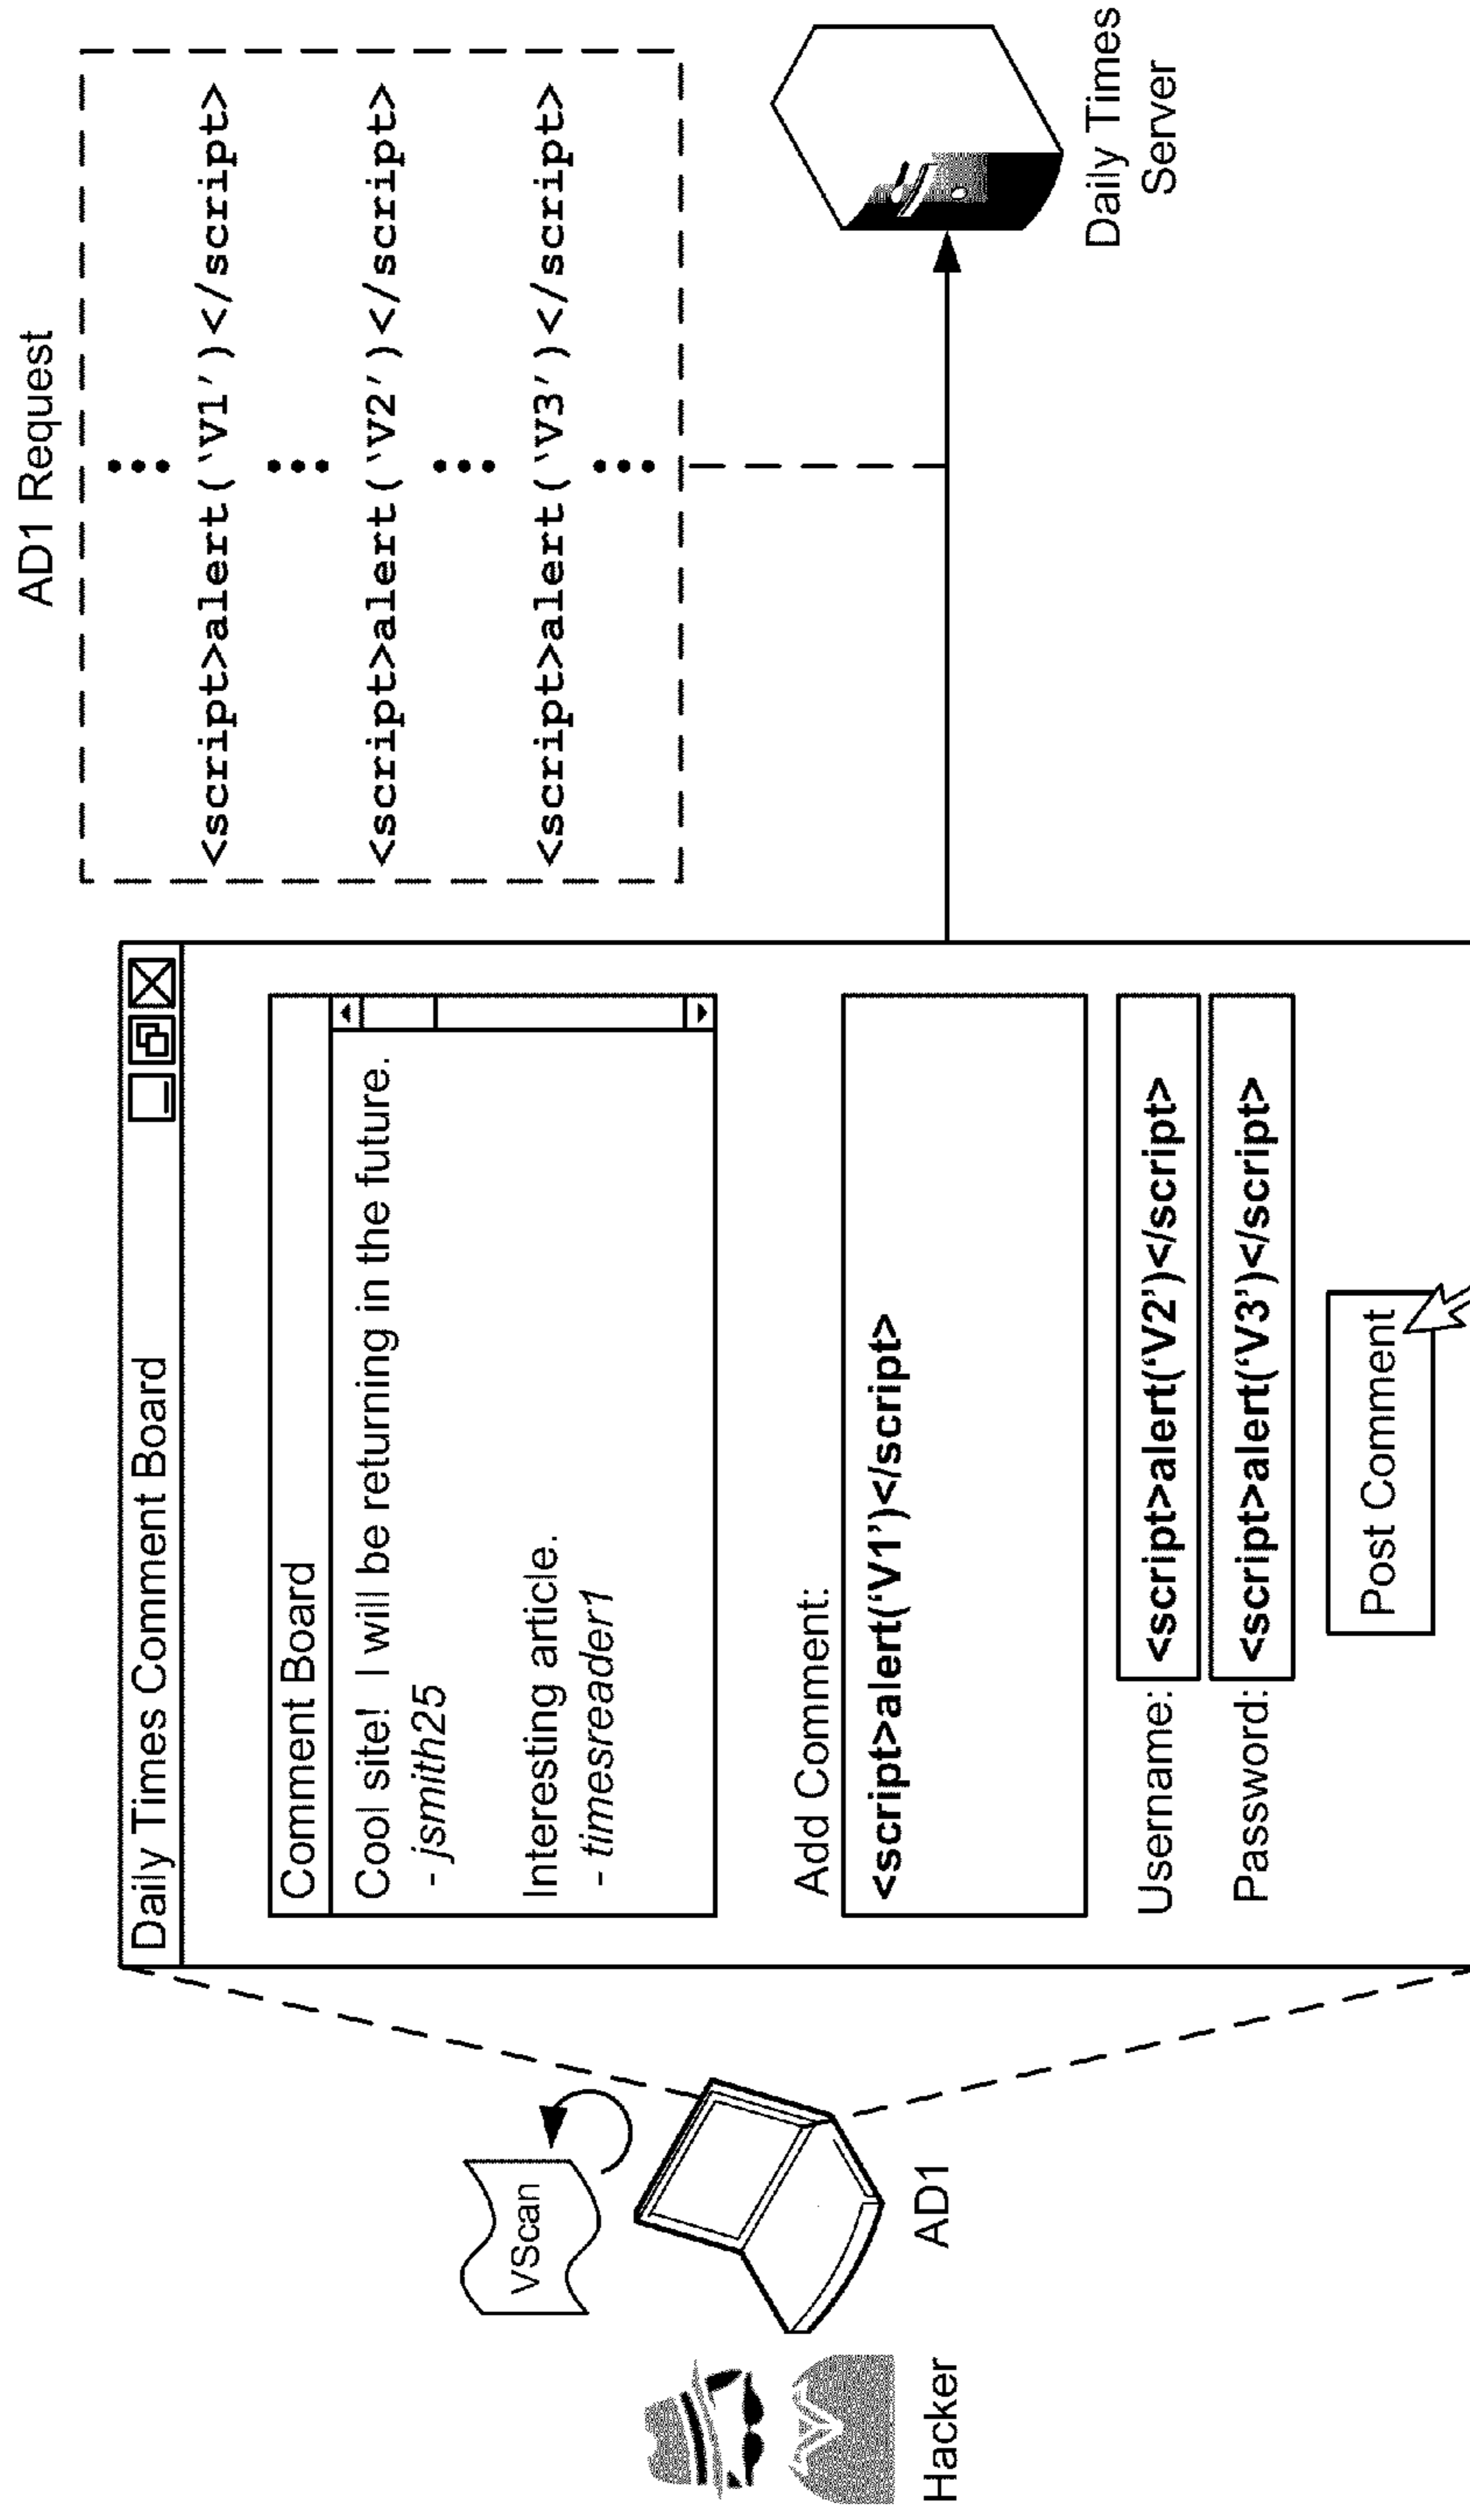 Hacker
VScan
AD1
Daily Times Comment Board
Comment Board
Cool site!  I will be returning in the future.
- jsmith25
Interesting article.
- timesreader1
Add Comment:
<script>alert(‘V1’)</script>
Username: <script>alert(‘V2’)</script>
Password: <script>alert(‘V3’)</script>
Post Comment
AD1 Request
<script>alert(‘V1’)</script>
<script>alert(‘V2’)</script>
<script>alert(‘V3’)</script>
Daily Times
Server